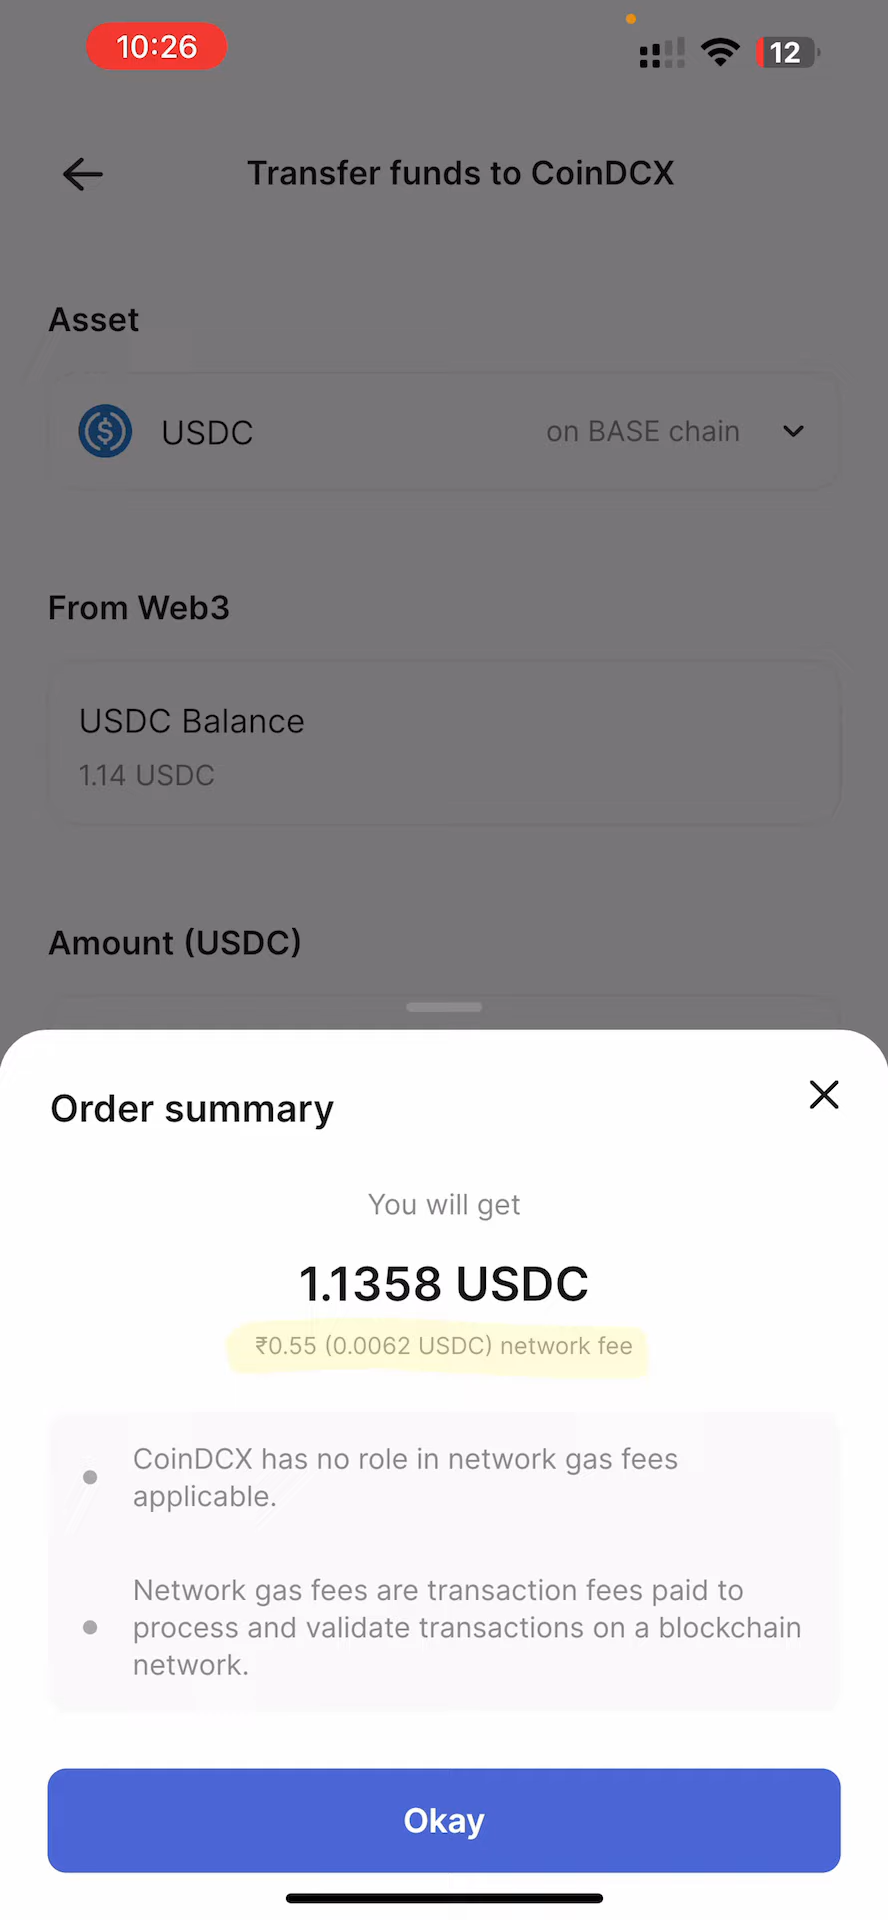 10:26
12
Transfer funds to CoinDCX
Asset
USDC on BASE chain
From Web3
USDC Balance
1.14 USDC
Amount (USDC)
Order summary
You will get
1.1358 USDC
₹0.55 (0.0062 USDC) network fee
CoinDCX has no role in network gas fees
applicable.
Network gas fees are transaction fees paid to
process and validate transactions on a blockchain
network.
Okay